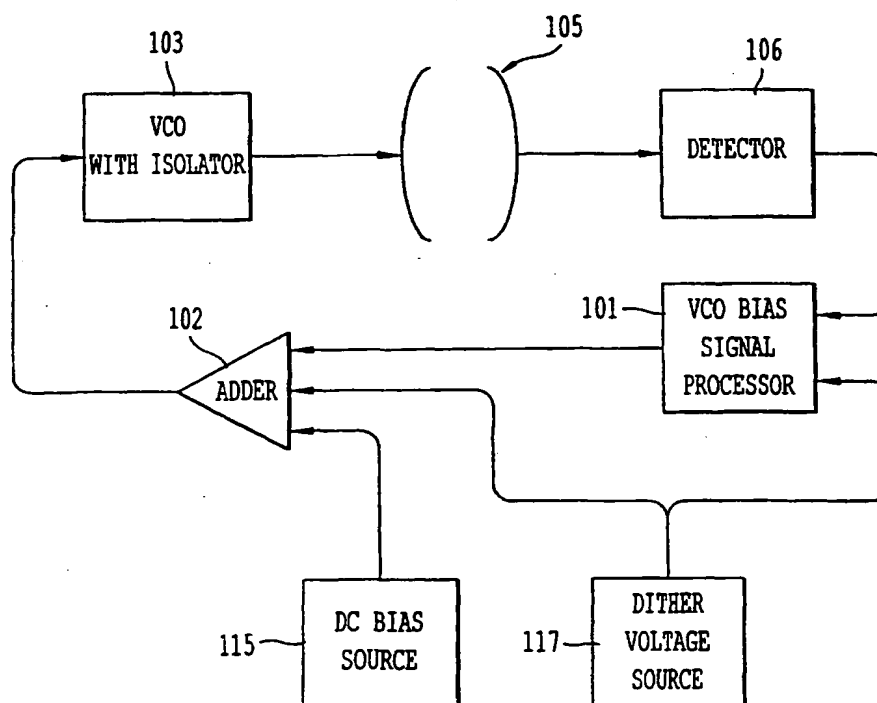 103
105
106
VCO
WITH ISOLATOR
DETECTOR
102
101
ADDER
VCO BIAS
SIGNAL
PROCESSOR
115
DC BIAS
SOURCE
117
DITHER
VOLTAGE
SOURCE